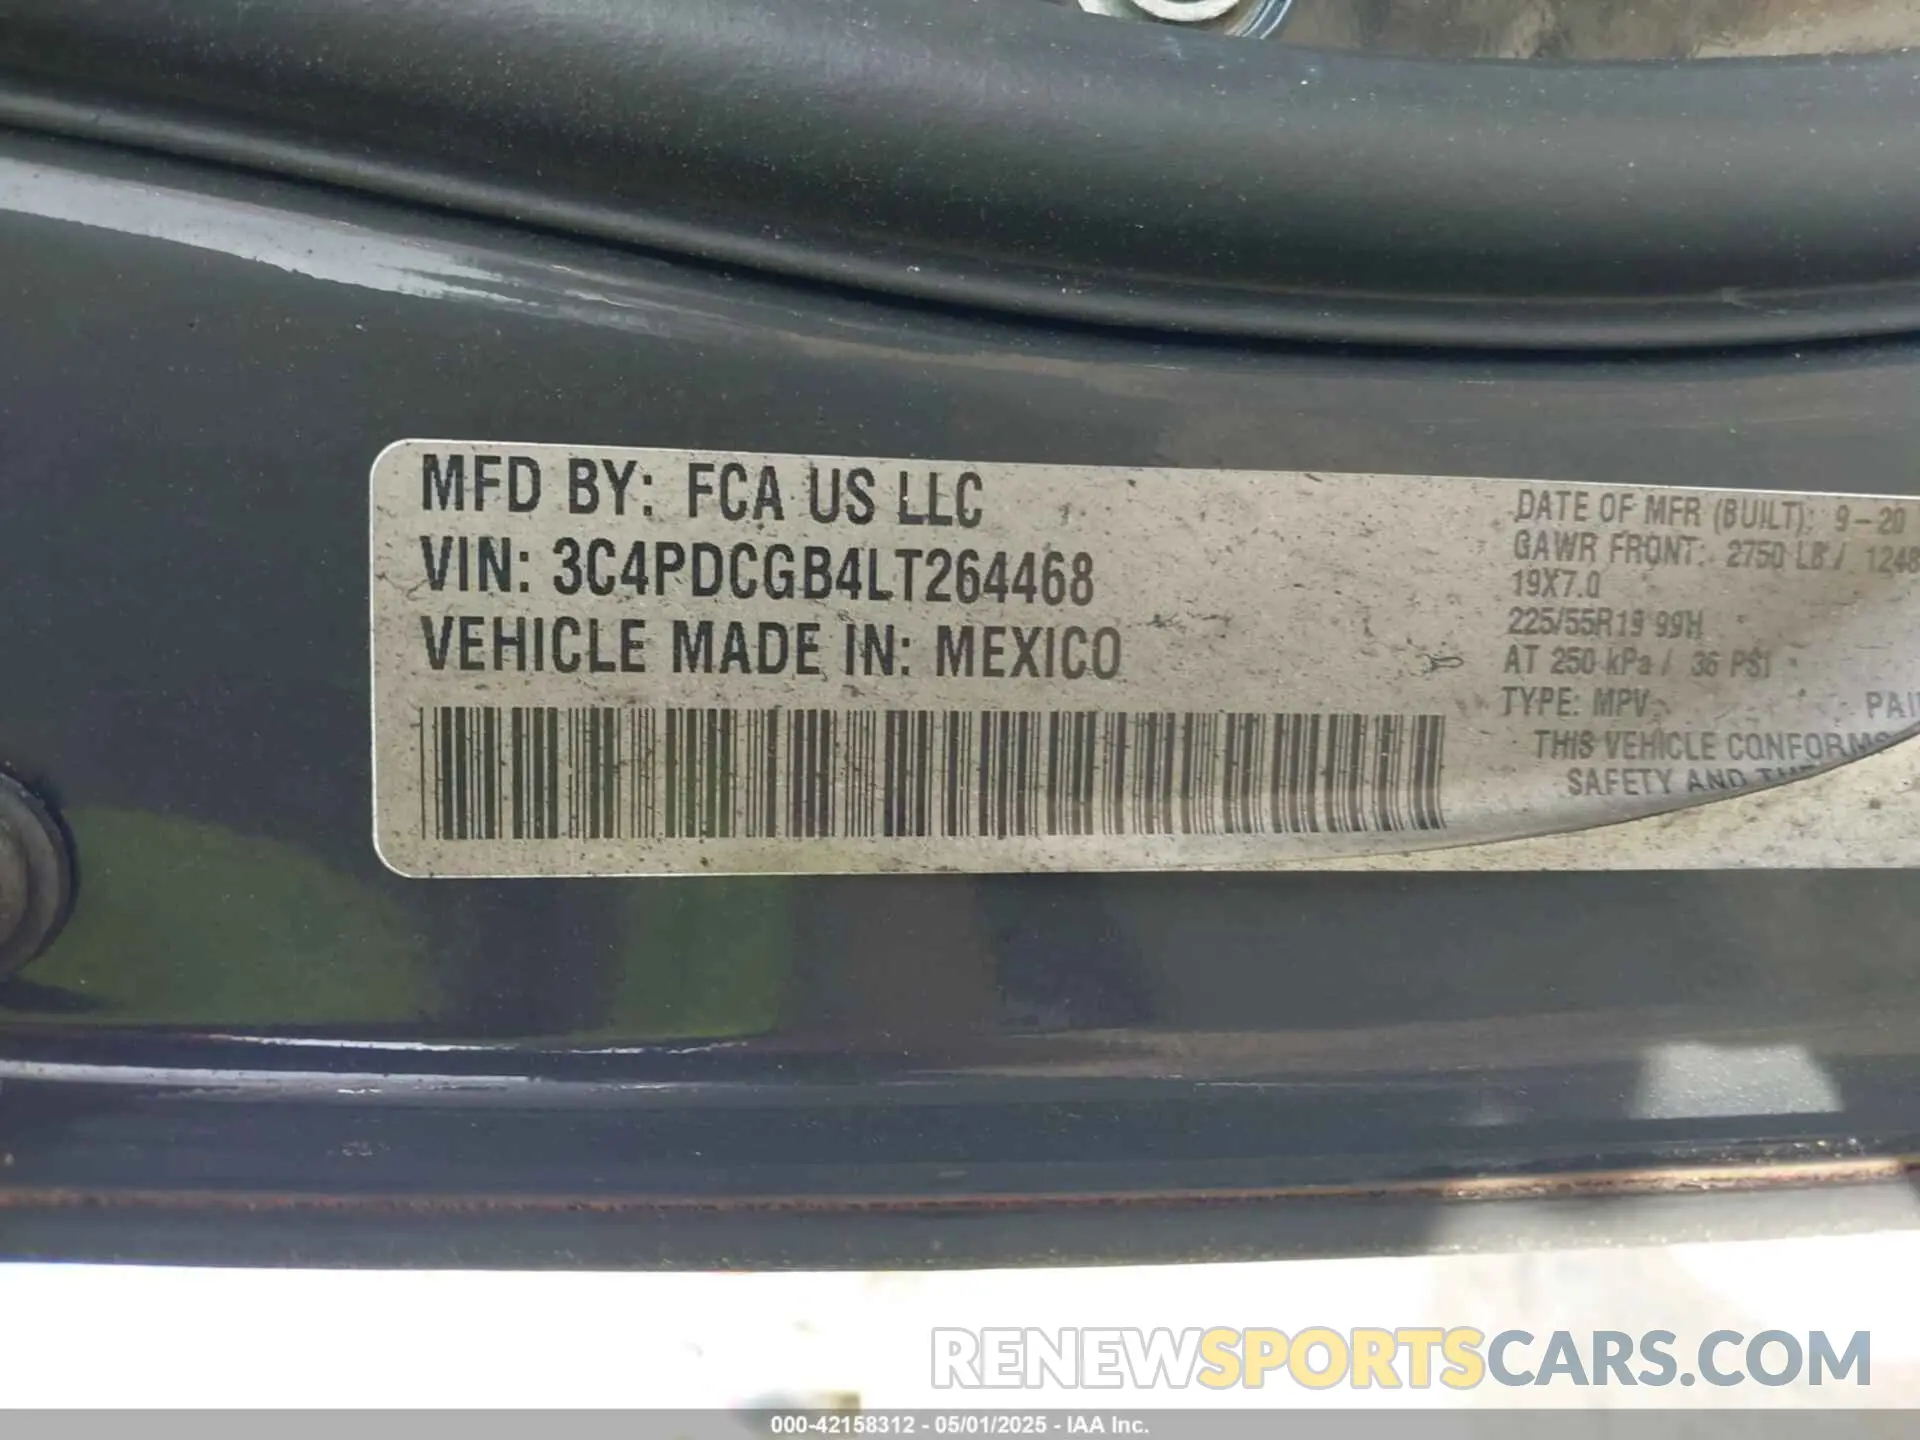 MFD BY: FCA US LLC
VIN: 3C4PDCGB4LT264468
VEHICLE MADE IN: MEXICO
DATE OF MFR (BUILT): 9-20
GAWR FRONT: 2750 LB / 1248
19X7.0
225/55R19 99H
AT 250 kPa / 36 PSI
TYPE: MPV PAI
THIS VEHICLE CONFORMS
SAFETY AND
RENEWSPORTSCARS.COM
000-42158312 - 05/01/2025 - IAA Inc.